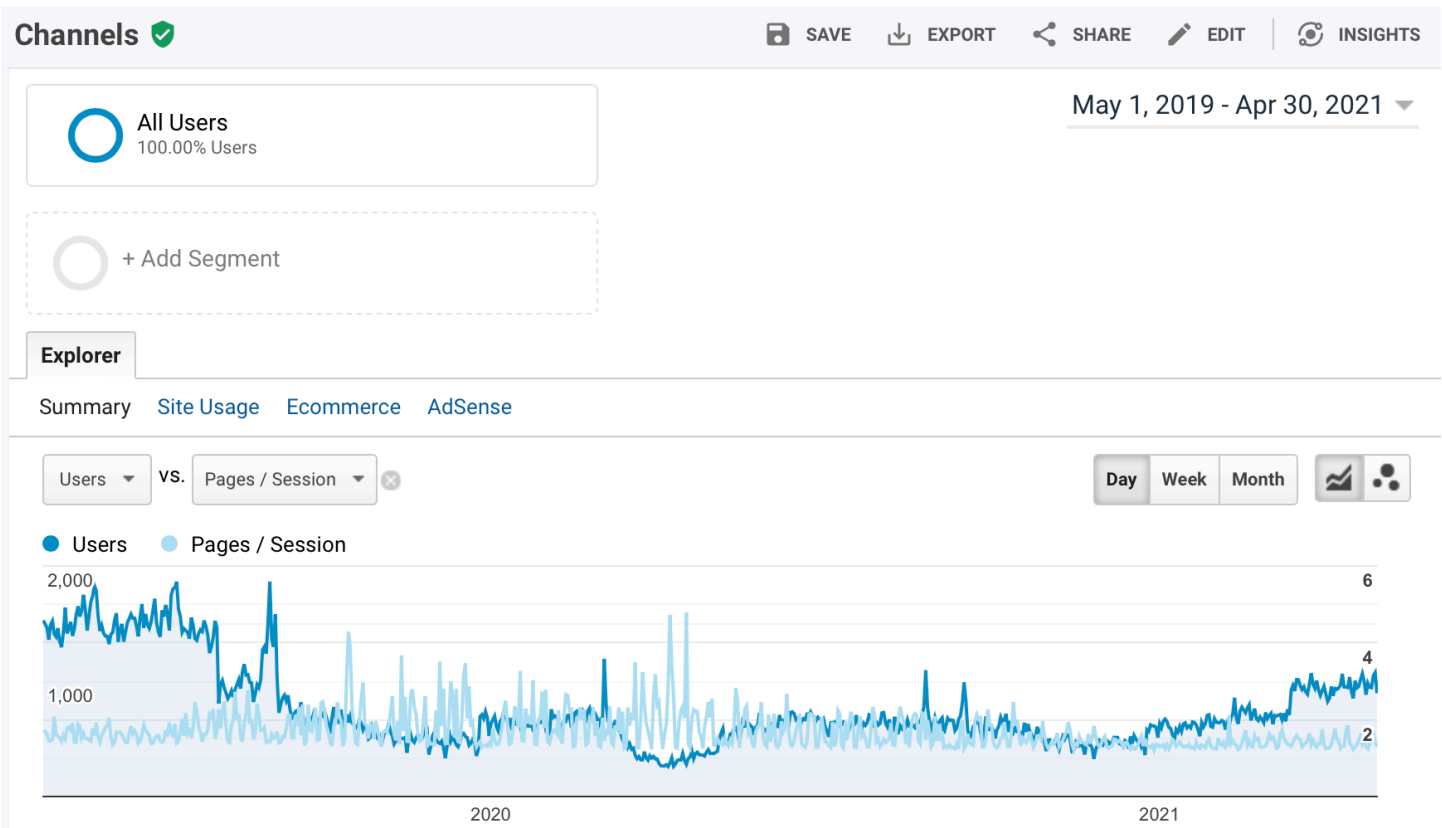 Channels
SAVE EXPORT SHARE EDIT INSIGHTS
All Users
100.00% Users
May 1, 2019 - Apr 30, 2021
+ Add Segment
Explorer
Summary Site Usage Ecommerce AdSense
Users vs. Pages / Session
Day Week Month
Users Pages / Session
2,000 6
4
1,000
2
2020 2021